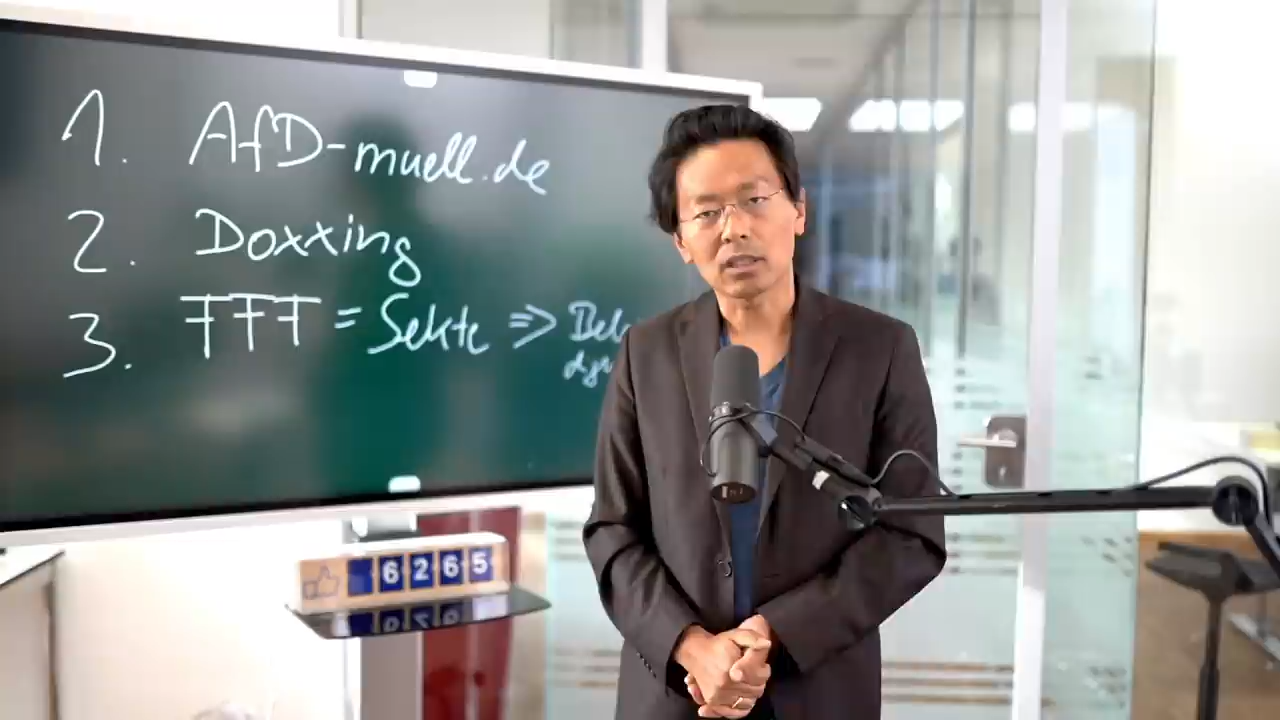 1. AfD-muell.de
2. Doxxing
3. FFF = Sekte =>
6265